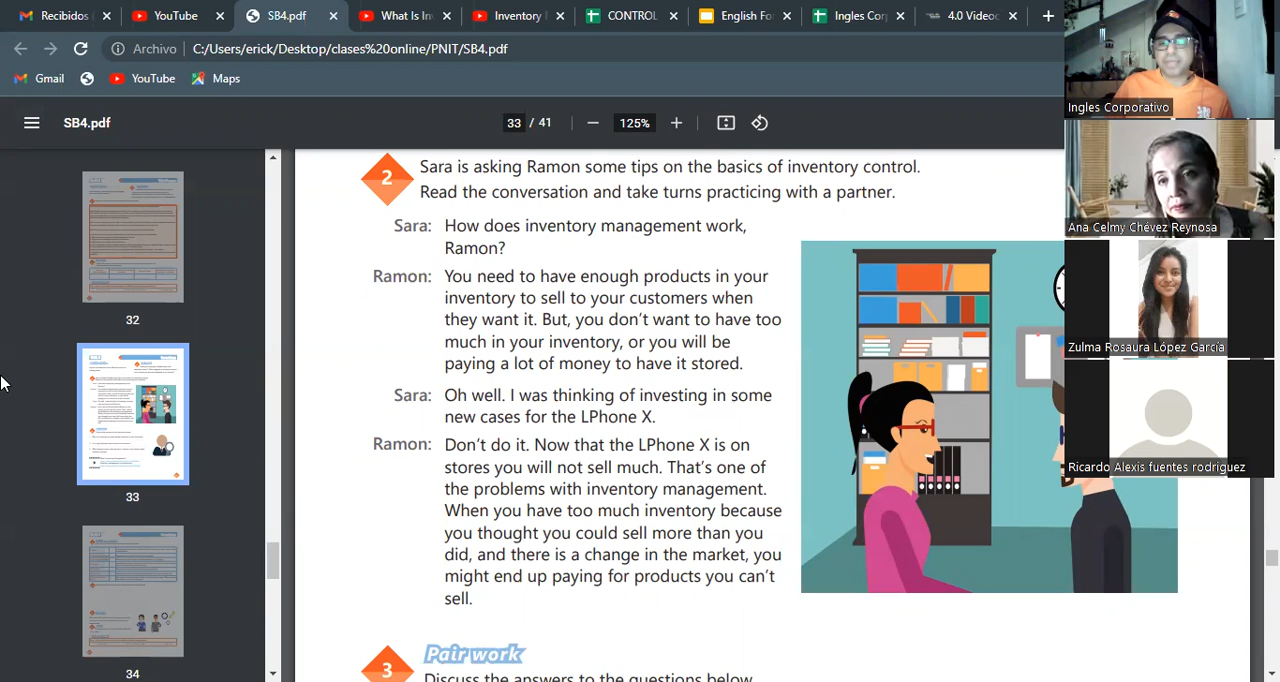 Recibidos
YouTube
SB4.pdf
What Is In
Inventory
CONTROL
English Fo
Ingles Cor
4.0 Videoc
Archivo
C:/Users/erick/Desktop/clases%20online/PNIT/SB4.pdf
Gmail
YouTube
Maps
SB4.pdf
33 / 41
125%
32
33
34
2
Sara is asking Ramon some tips on the basics of inventory control.
Read the conversation and take turns practicing with a partner.
Sara: How does inventory management work,
Ramon?
Ramon: You need to have enough products in your
inventory to sell to your customers when
they want it. But, you don't want to have too
much in your inventory, or you will be
paying a lot of money to have it stored.
Sara: Oh well. I was thinking of investing in some
new cases for the LPhone X.
Ramon: Don't do it. Now that the LPhone X is on
stores you will not sell much. That's one of
the problems with inventory management.
When you have too much inventory because
you thought you could sell more than you
did, and there is a change in the market, you
might end up paying for products you can't
sell.
3
Pair work
Discuss the answers to the questions below
Ingles Corporativo
Ana Celmy Chévez Reynosa
Zulma Rosaura López García
Ricardo Alexis fuentes rodriguez